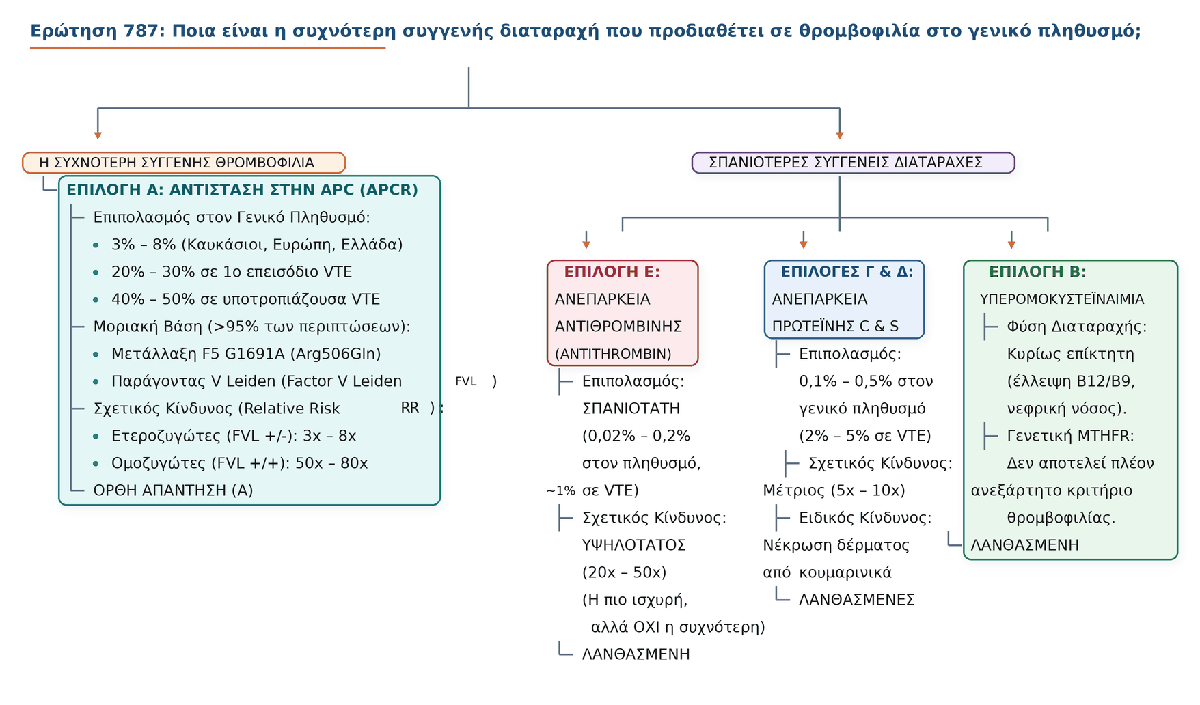 Ερώτηση 787: Ποια είναι η συχνότερη συγγενής διαταραχή που προδιαθέτει σε θρομβοφιλία στο γενικό πληθυσμό;
Η ΣΥΧΝΟΤΕΡΗ ΣΥΓΓΕΝΗΣ ΘΡΟΜΒΟΦΙΛΙΑ
ΕΠΙΛΟΓΗ Α: ΑΝΤΙΣΤΑΣΗ ΣΤΗΝ APC (APCR)
Επιπολασμός στον Γενικό Πληθυσμό:
• 3% – 8% (Καυκάσιοι, Ευρώπη, Ελλάδα)
• 20% – 30% σε 1ο επεισόδιο VTE
• 40% – 50% σε υποτροπιάζουσα VTE
Μοριακή Βάση (>95% των περιπτώσεων):
• Μετάλλαξη F5 G1691A (Arg506Gln)
• Παράγοντας V Leiden (Factor V Leiden FVL )
Σχετικός Κίνδυνος (Relative Risk RR ):
• Ετεροζυγώτες (FVL +/-): 3x – 8x
• Ομοζυγώτες (FVL +/+): 50x – 80x
ΟΡΘΗ ΑΠΑΝΤΗΣΗ (Α)
ΣΠΑΝΙΟΤΕΡΕΣ ΣΥΓΓΕΝΕΙΣ ΔΙΑΤΑΡΑΧΕΣ
ΕΠΙΛΟΓΗ Ε:
ΑΝΕΠΑΡΚΕΙΑ
ΑΝΤΙΘΡΟΜΒΙΝΗΣ
(ANTITHROMBIN)
Επιπολασμός:
ΣΠΑΝΙΟΤΑΤΗ
(0,02% – 0,2%
στον πληθυσμό,
~1% σε VTE)
Σχετικός Κίνδυνος:
ΥΨΗΛΟΤΑΤΟΣ
(20x – 50x)
(Η πιο ισχυρή,
αλλά ΟΧΙ η συχνότερη)
ΛΑΝΘΑΣΜΕΝΗ
ΕΠΙΛΟΓΕΣ Γ & Δ:
ΑΝΕΠΑΡΚΕΙΑ
ΠΡΩΤΕΪΝΗΣ C & S
Επιπολασμός:
0,1% – 0,5% στον
γενικό πληθυσμό
(2% – 5% σε VTE)
Σχετικός Κίνδυνος:
Μέτριος (5x – 10x)
Ειδικός Κίνδυνος:
Νέκρωση δέρματος
από κουμαρινικά
ΛΑΝΘΑΣΜΕΝΕΣ
ΕΠΙΛΟΓΗ Β:
ΥΠΕΡΟΜΟΚΥΣΤΕΪΝΑΙΜΙΑ
Φύση Διαταραχής:
Κυρίως επίκτητη
(έλλειψη B12/B9,
νεφρική νόσος).
Γενετική MTHFR:
Δεν αποτελεί πλέον
ανεξάρτητο κριτήριο
θρομβοφιλίας.
ΛΑΝΘΑΣΜΕΝΗ